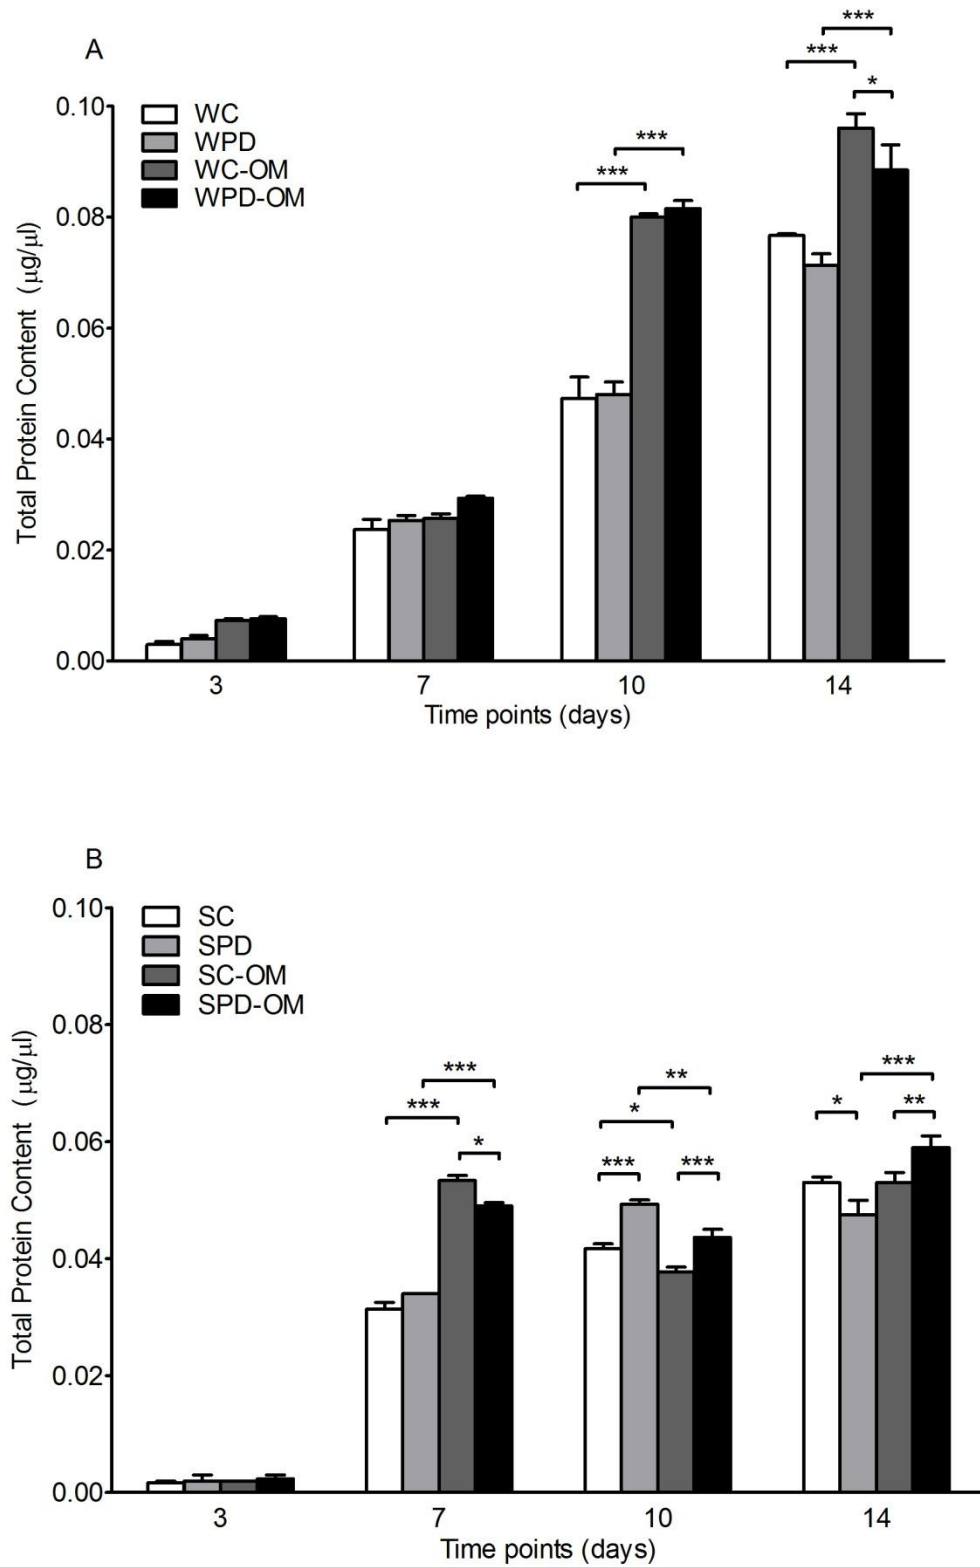 A
***
***
*
***
***
0.10
0.08
0.06
0.04
0.02
0.00
WC
WPD
WC-OM
WPD-OM
Total Protein Content (µg/µl)
3 7 10 14
Time points (days)
B
0.10
0.08
0.06
0.04
0.02
0.00
SC
SPD
SC-OM
SPD-OM
***
***
*
**
*
***
***
***
*
**
Total Protein Content (µg/µl)
3 7 10 14
Time points (days)